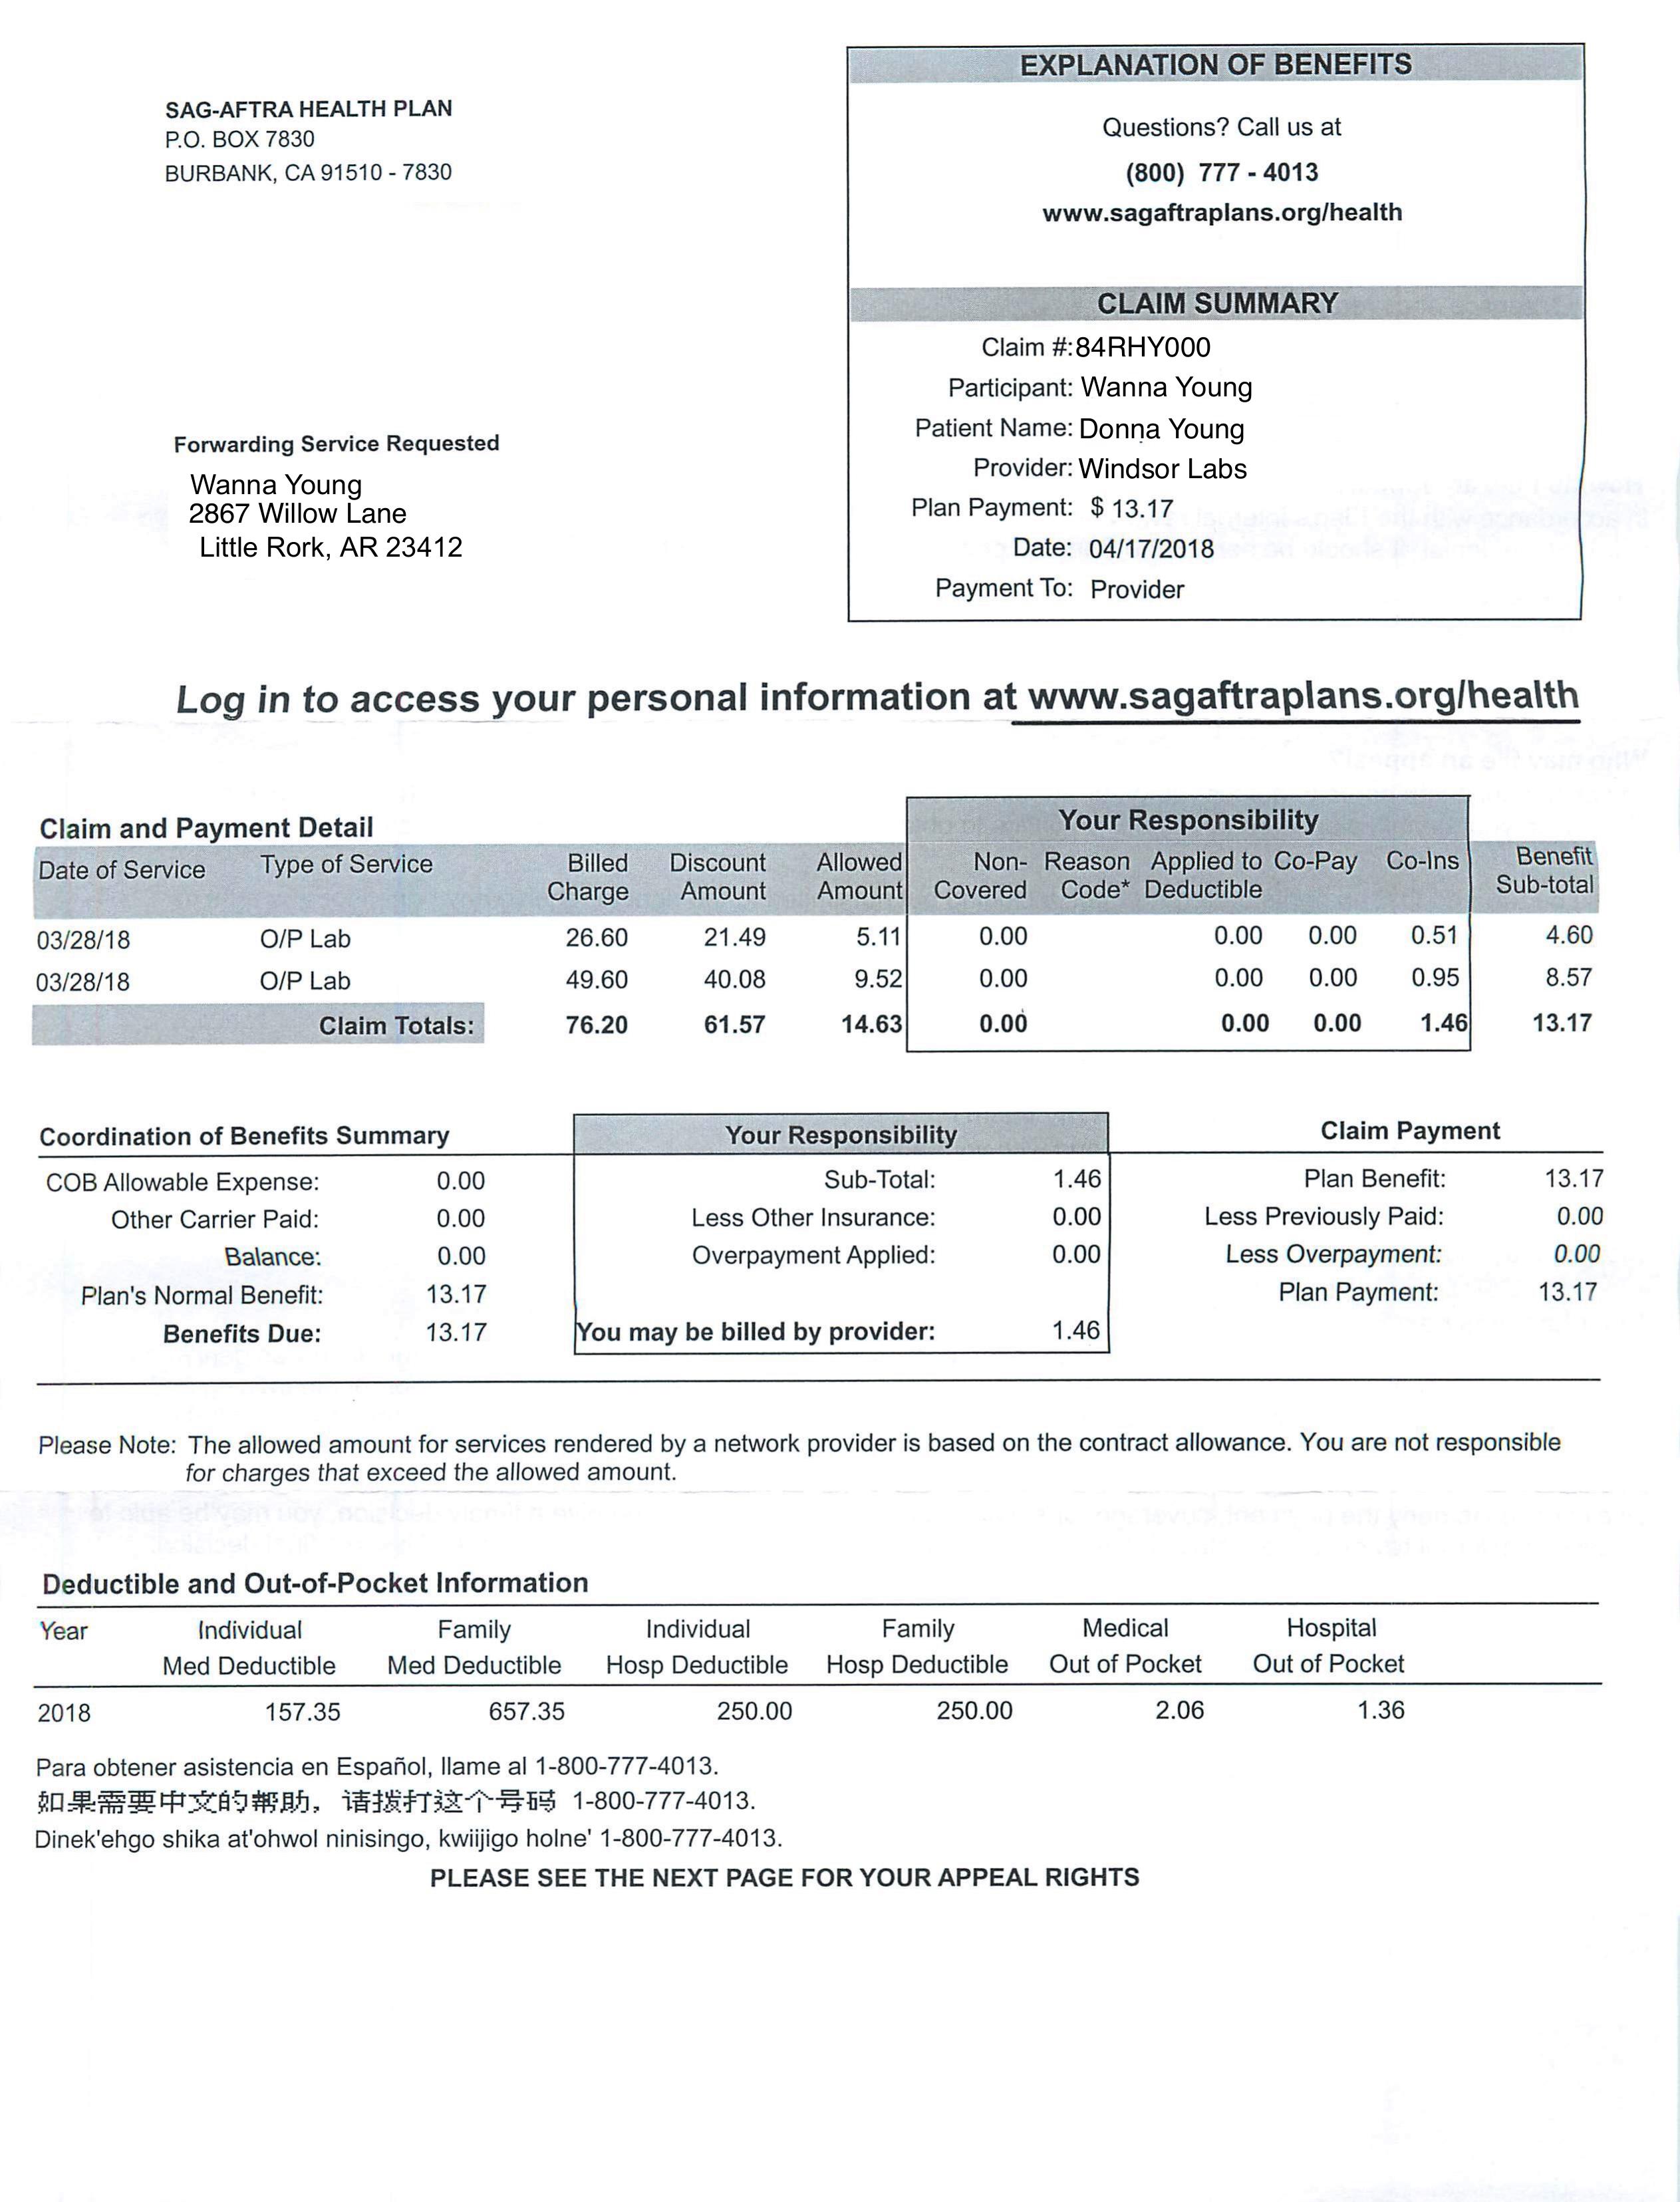 SAG-AFTRA HEALTH PLAN
P.O. BOX 7830
BURBANK, CA 91510 - 7830
EXPLANATION OF BENEFITS
Questions? Call us at
(800) 777 - 4013
www.sagaftraplans.org/health
CLAIM SUMMARY
Claim #:84RHY000
Participant: Wanna Young
Patient Name: Donna Young
Provider: Windsor Labs
Plan Payment: $ 13.17
Date: 04/17/2018
Payment To: Provider
Forwarding Service Requested
Wanna Young
2867 Willow Lane
Little Rork, AR 23412
Log in to access your personal information at www.sagaftraplans.org/health
Claim and Payment Detail
Your Responsibility
Date of Service Type of Service Billed Charge Discount Amount Allowed Amount Non-Covered Reason Code* Applied to Deductible Co-Pay Co-Ins Benefit Sub-total
03/28/18 O/P Lab 26.60 21.49 5.11 0.00 0.00 0.00 0.51 4.60
03/28/18 O/P Lab 49.60 40.08 9.52 0.00 0.00 0.00 0.95 8.57
Claim Totals: 76.20 61.57 14.63 0.00 0.00 0.00 1.46 13.17
Coordination of Benefits Summary
COB Allowable Expense: 0.00
Other Carrier Paid: 0.00
Balance: 0.00
Plan's Normal Benefit: 13.17
Benefits Due: 13.17
Your Responsibility
Sub-Total: 1.46
Less Other Insurance: 0.00
Overpayment Applied: 0.00
You may be billed by provider: 1.46
Claim Payment
Plan Benefit: 13.17
Less Previously Paid: 0.00
Less Overpayment: 0.00
Plan Payment: 13.17
Please Note: The allowed amount for services rendered by a network provider is based on the contract allowance. You are not responsible
for charges that exceed the allowed amount.
Deductible and Out-of-Pocket Information
Year Individual Med Deductible Family Med Deductible Individual Hosp Deductible Family Hosp Deductible Medical Out of Pocket Hospital Out of Pocket
2018 157.35 657.35 250.00 250.00 2.06 1.36
Para obtener asistencia en Español, llame al 1-800-777-4013.
如果需要中文的帮助，请拨打这个号码 1-800-777-4013.
Dinek'ehgo shika at'ohwol ninisingo, kwiijigo holne' 1-800-777-4013.
PLEASE SEE THE NEXT PAGE FOR YOUR APPEAL RIGHTS